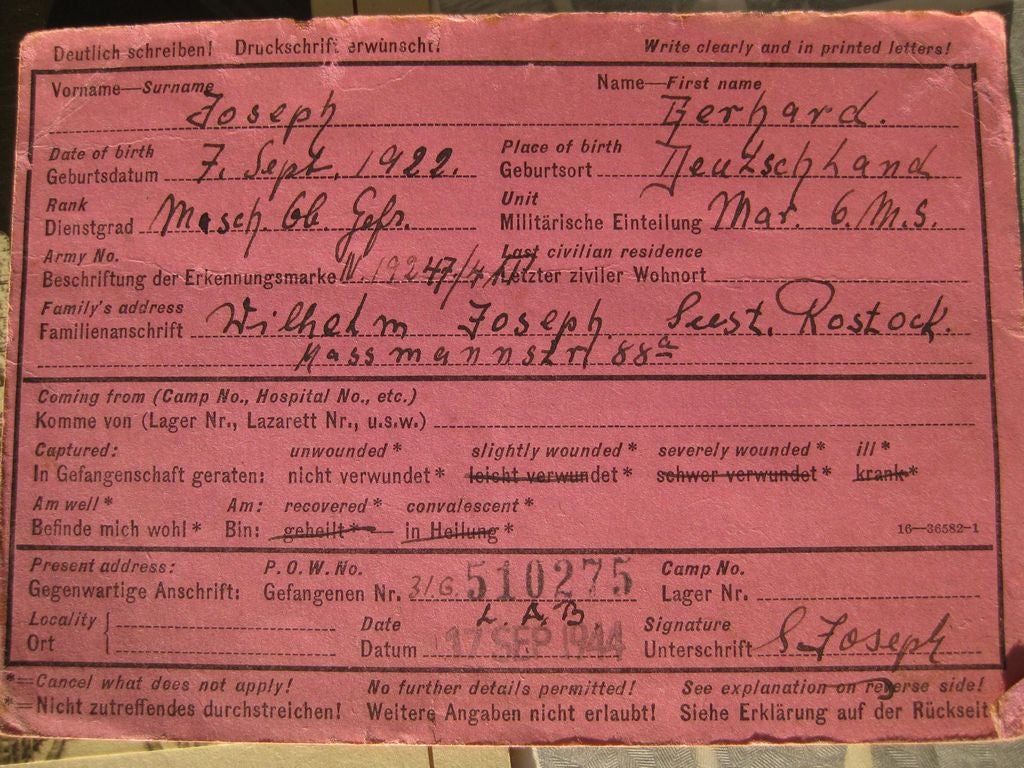 Deutlich schreiben! Druckschrift erwünscht! Write clearly and in printed letters!
Vorname—Surname Joseph Name—First name Gerhard.
Date of birth Place of birth
Geburtsdatum 7. Sept. 1922. Geburtsort Deutschland
Rank Unit
Dienstgrad Masch. Ob. Gefr. Militärische Einteilung Mar. 6. M.S.
Army No. Last civilian residence
Beschriftung der Erkennungsmarke N. 19247/4 Letzter ziviler Wohnort
Family's address
Familienanschrift Wilhelm Joseph Rostock.
Massmannstr 88a
Coming from (Camp No., Hospital No., etc.)
Komme von (Lager Nr., Lazarett Nr., u.s.w.)
Captured: unwounded* slightly wounded* severely wounded* ill*
In Gefangenschaft geraten: nicht verwundet* leicht verwundet* schwer verwundet* krank*
Am well* Am: recovered* convalescent*
Befinde mich wohl* Bin: geheilt* in Heilung* 16—36582-1
Present address: P.O.W. No. Camp No.
Gegenwartige Anschrift: Gefangenen Nr. 31G 510275 Lager Nr.
Locality Date L.A.B. Signature
Ort Datum 17 SEP 1944 Unterschrift G Joseph
*=Cancel what does not apply! No further details permitted! See explanation on reverse side!
*=Nicht zutreffendes durchstreichen! Weitere Angaben nicht erlaubt! Siehe Erklärung auf der Rückseit